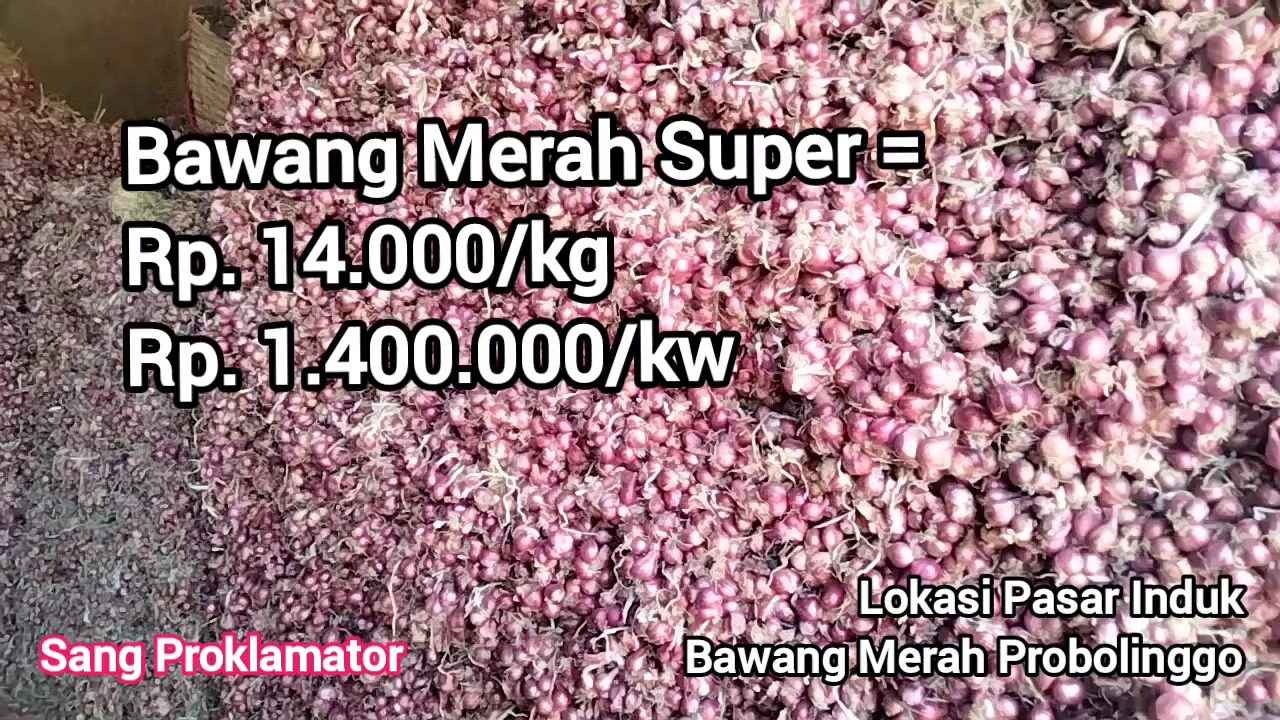 Bawang Merah Super =
Rp. 14.000/kg
Rp. 1.400.000/kw
Lokasi Pasar Induk
Bawang Merah Probolinggo
Sang Proklamator